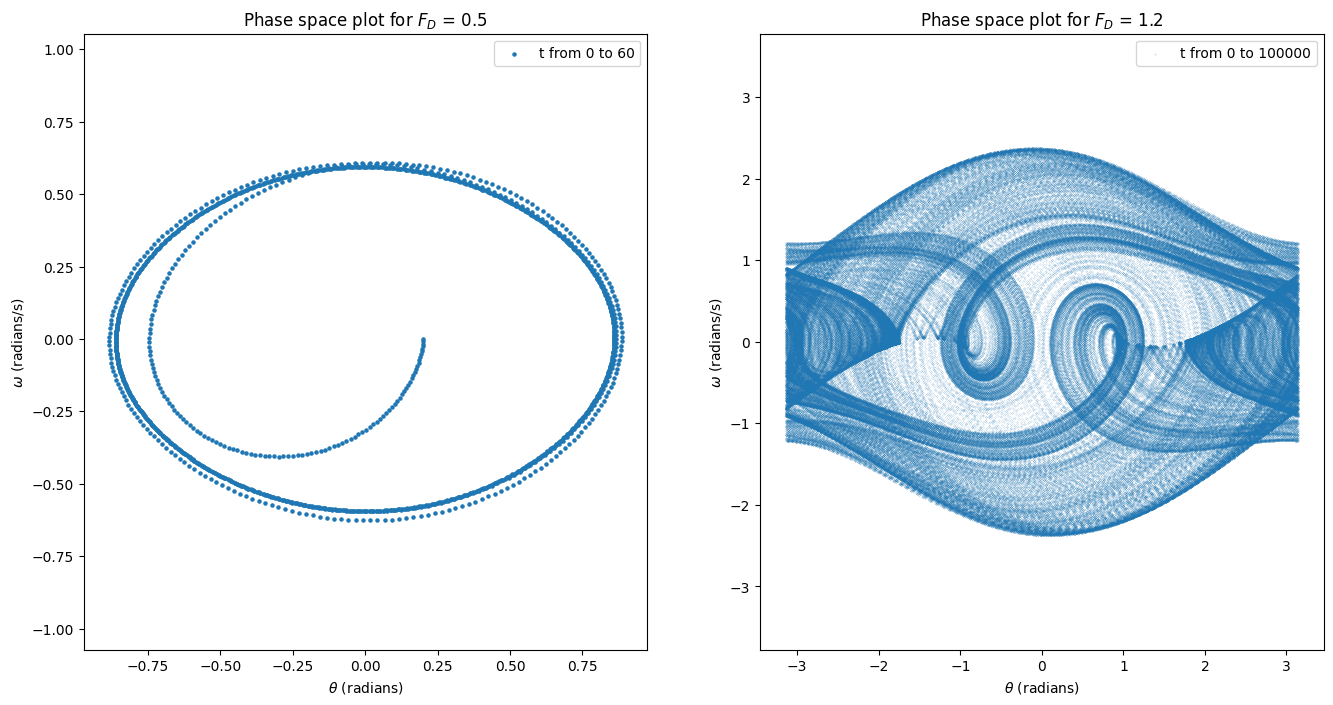 Phase space plot for F_D = 0.5
t from 0 to 60
1.00
0.75
0.50
0.25
0.00
−0.25
−0.50
−0.75
−1.00
ω (radians/s)
−0.75 −0.50 −0.25 0.00 0.25 0.50 0.75
θ (radians)
Phase space plot for F_D = 1.2
t from 0 to 100000
3
2
1
0
−1
−2
−3
ω (radians/s)
−3 −2 −1 0 1 2 3
θ (radians)